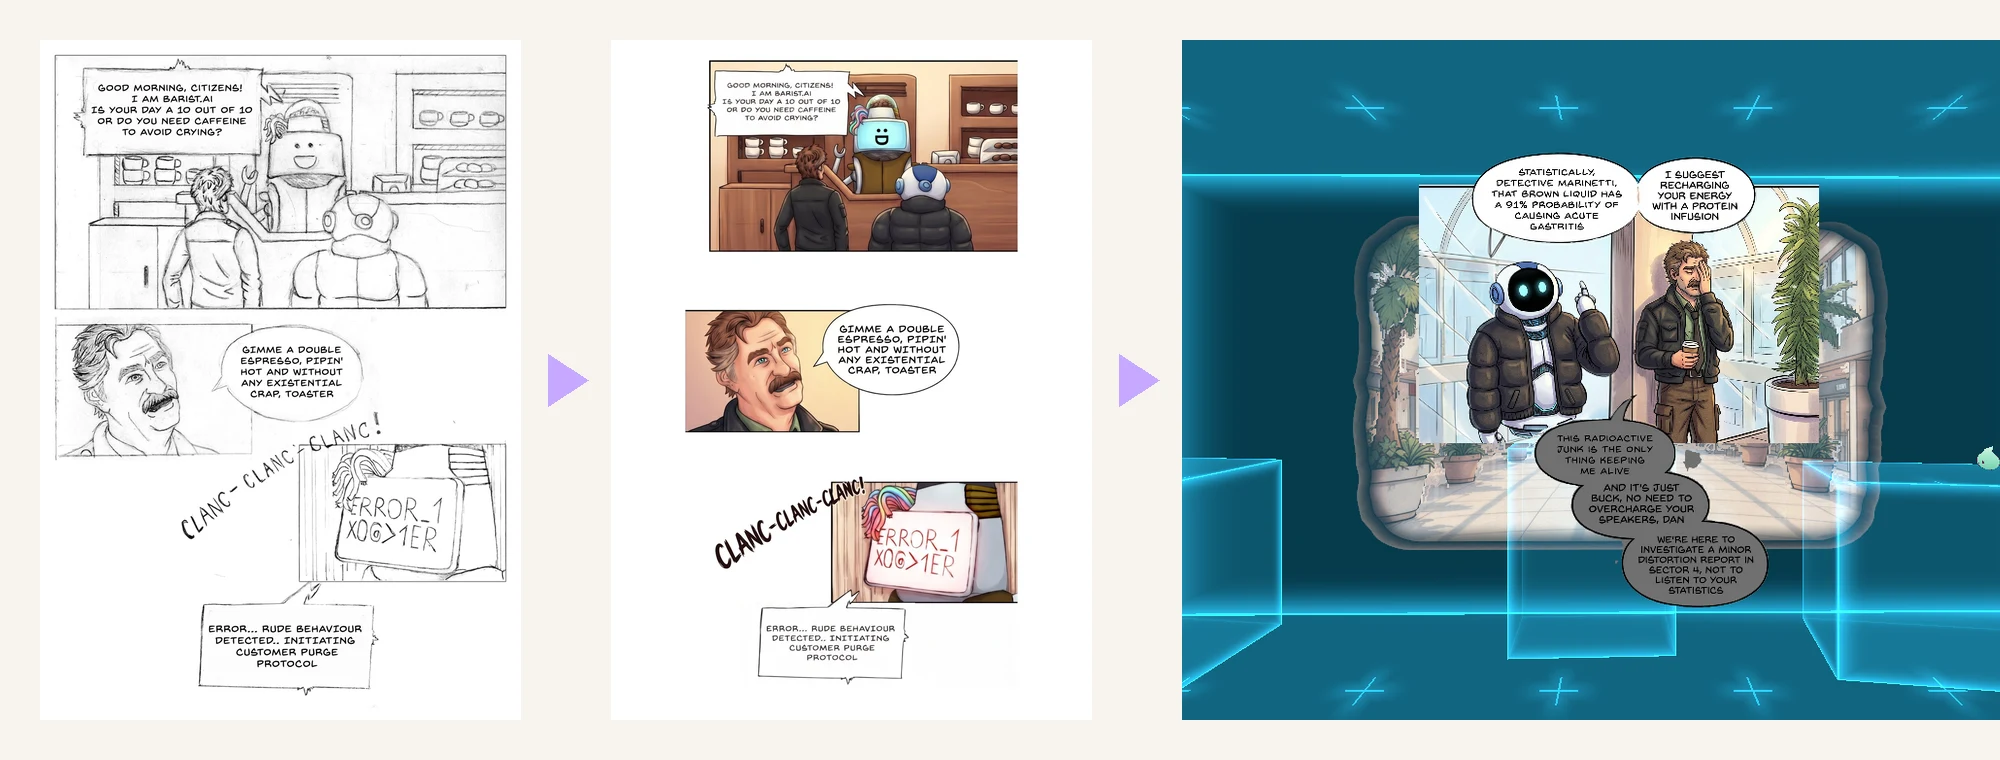 GOOD MORNING, CITIZENS!
I AM BARIST.AI
IS YOUR DAY A 10 OUT OF 10
OR DO YOU NEED CAFFEINE
TO AVOID CRYING?
GIMME A DOUBLE
ESPRESSO, PIPIN'
HOT AND WITHOUT
ANY EXISTENTIAL
CRAP, TOASTER
CLANC-CLANC-CLANC!
ERROR_1
XO@>1ER
ERROR... RUDE BEHAVIOUR
DETECTED.. INITIATING
CUSTOMER PURGE
PROTOCOL
GOOD MORNING, CITIZENS!
I AM BARIST.AI
IS YOUR DAY A 10 OUT OF 10
OR DO YOU NEED CAFFEINE
TO AVOID CRYING?
GIMME A DOUBLE
ESPRESSO, PIPIN'
HOT AND WITHOUT
ANY EXISTENTIAL
CRAP, TOASTER
CLANC-CLANC-CLANC!
ERROR_1
XO@>1ER
ERROR... RUDE BEHAVIOUR
DETECTED.. INITIATING
CUSTOMER PURGE
PROTOCOL
STATISTICALLY,
DETECTIVE MARINETTI,
THAT BROWN LIQUID HAS
A 91% PROBABILITY OF
CAUSING ACUTE
GASTRITIS
I SUGGEST
RECHARGING
YOUR ENERGY
WITH A PROTEIN
INFUSION
THIS RADIOACTIVE
JUNK IS THE ONLY
THING KEEPING
ME ALIVE
AND IT'S JUST
BUCK, NO NEED TO
OVERCHARGE YOUR
SPEAKERS, DAN
WE'RE HERE TO
INVESTIGATE A MINOR
DISTORTION REPORT IN
SECTOR 4, NOT TO
LISTEN TO YOUR
STATISTICS